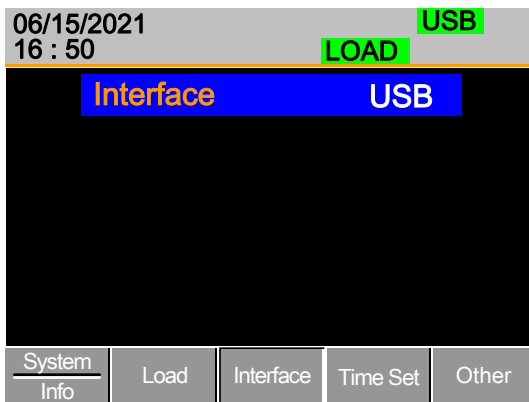 06/15/2021 USB
16 : 50 LOAD
Interface USB
System
Info
Load
Interface
Time Set
Other